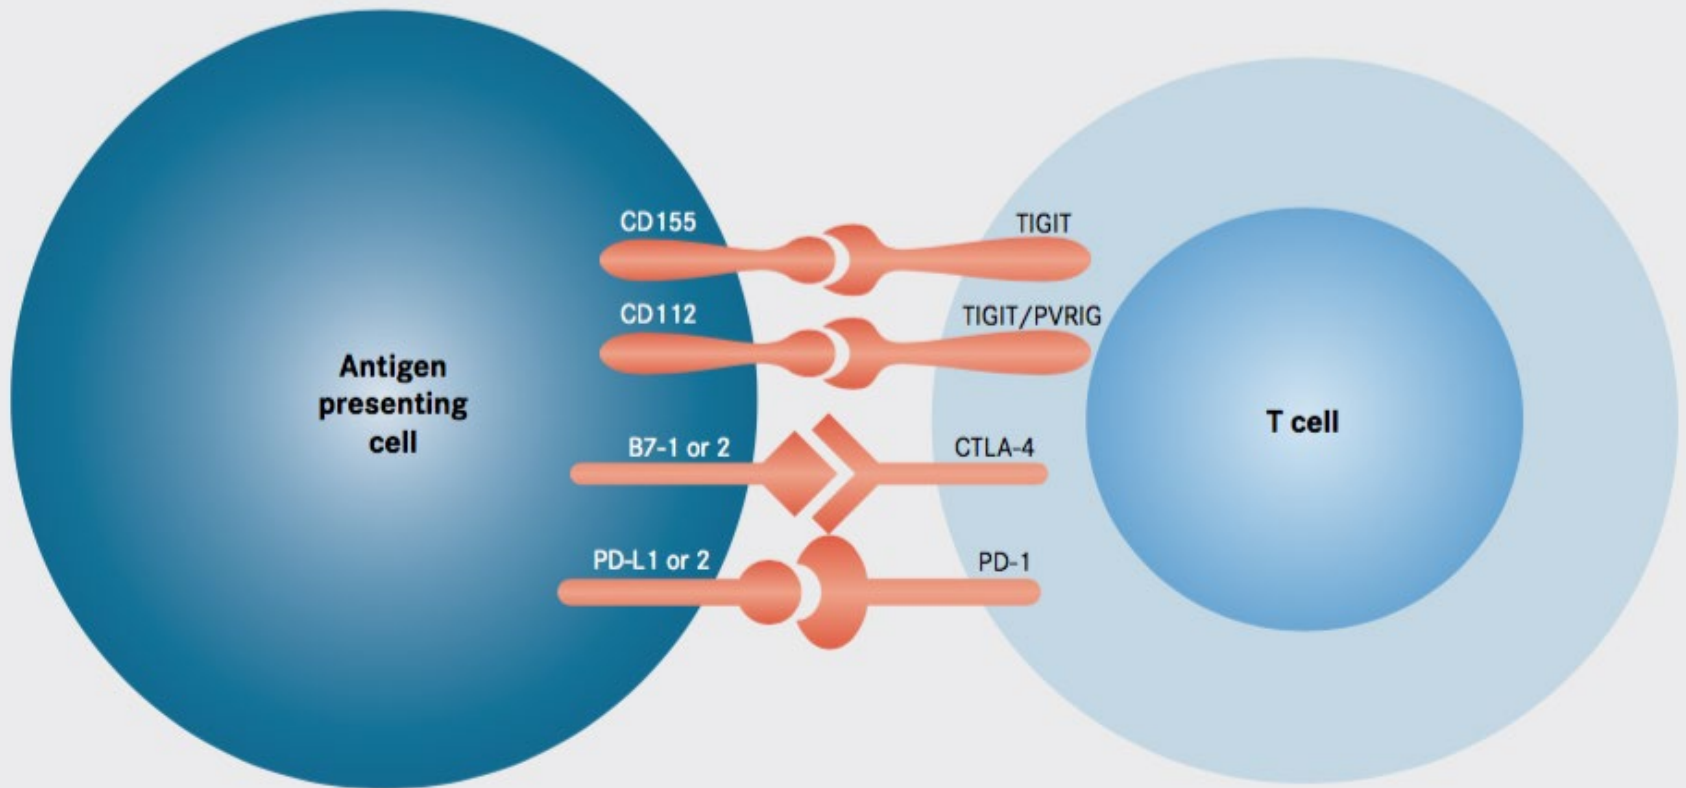 CD155
TIGIT
CD112
TIGIT/PVRIG
Antigen
presenting
cell
T cell
B7-1 or 2
CTLA-4
PD-L1 or 2
PD-1